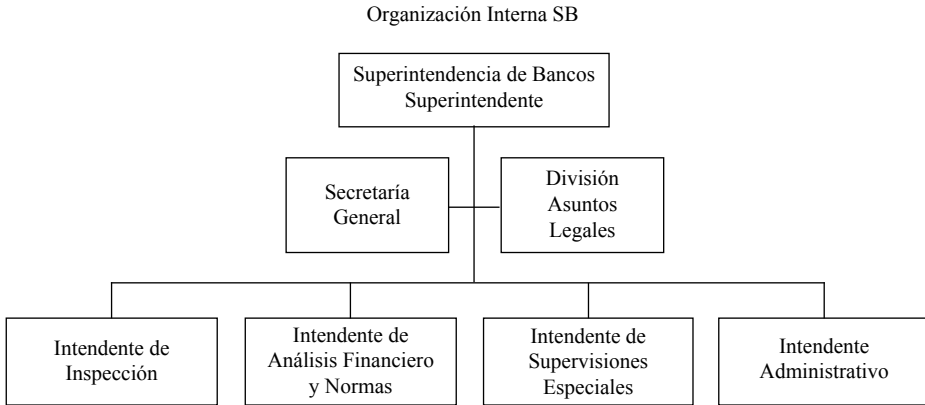 Organización Interna SB
Superintendencia de Bancos
Superintendente
Secretaría
General
División
Asuntos
Legales
Intendente de
Inspección
Intendente de
Análisis Financiero
y Normas
Intendente de
Supervisiones
Especiales
Intendente
Administrativo